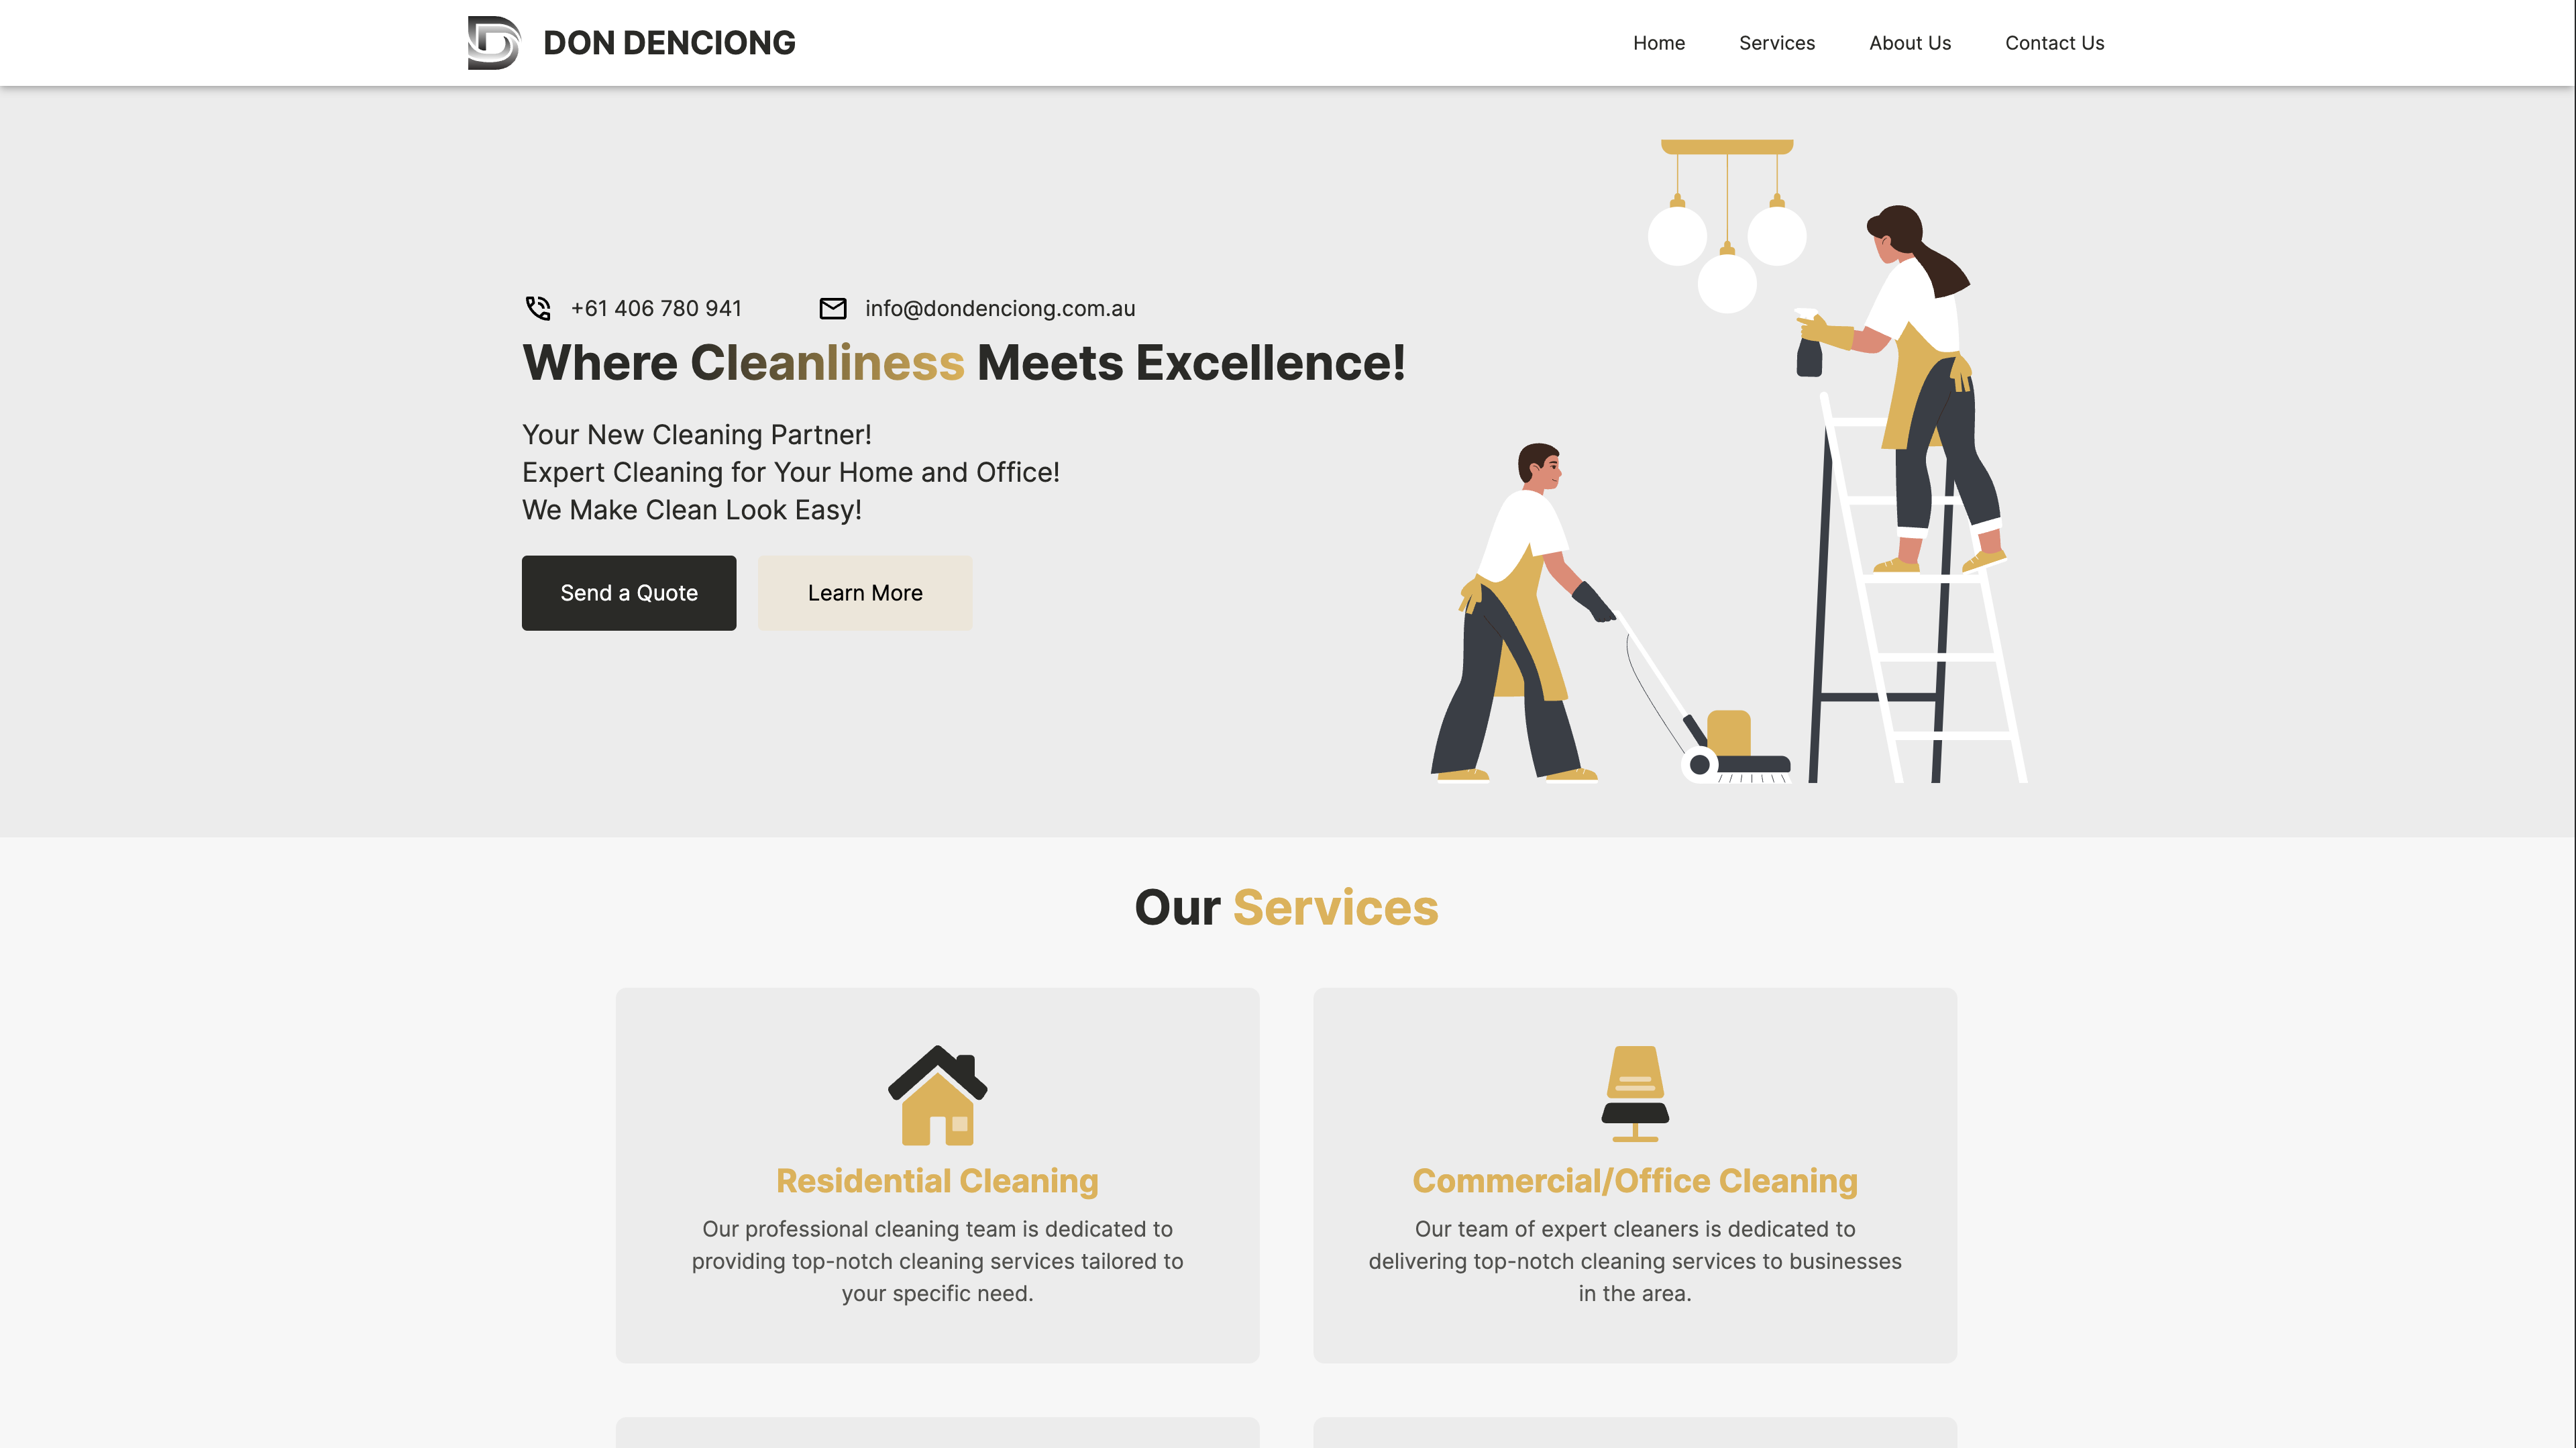 DON DENCIONG
Home
Services
About Us
Contact Us
+61 406 780 941
info@dondenciong.com.au
Where Cleanliness Meets Excellence!
Your New Cleaning Partner!
Expert Cleaning for Your Home and Office!
We Make Clean Look Easy!
Send a Quote
Learn More
Our Services
Residential Cleaning
Our professional cleaning team is dedicated to
providing top-notch cleaning services tailored to
your specific need.
Commercial/Office Cleaning
Our team of expert cleaners is dedicated to
delivering top-notch cleaning services to businesses
in the area.